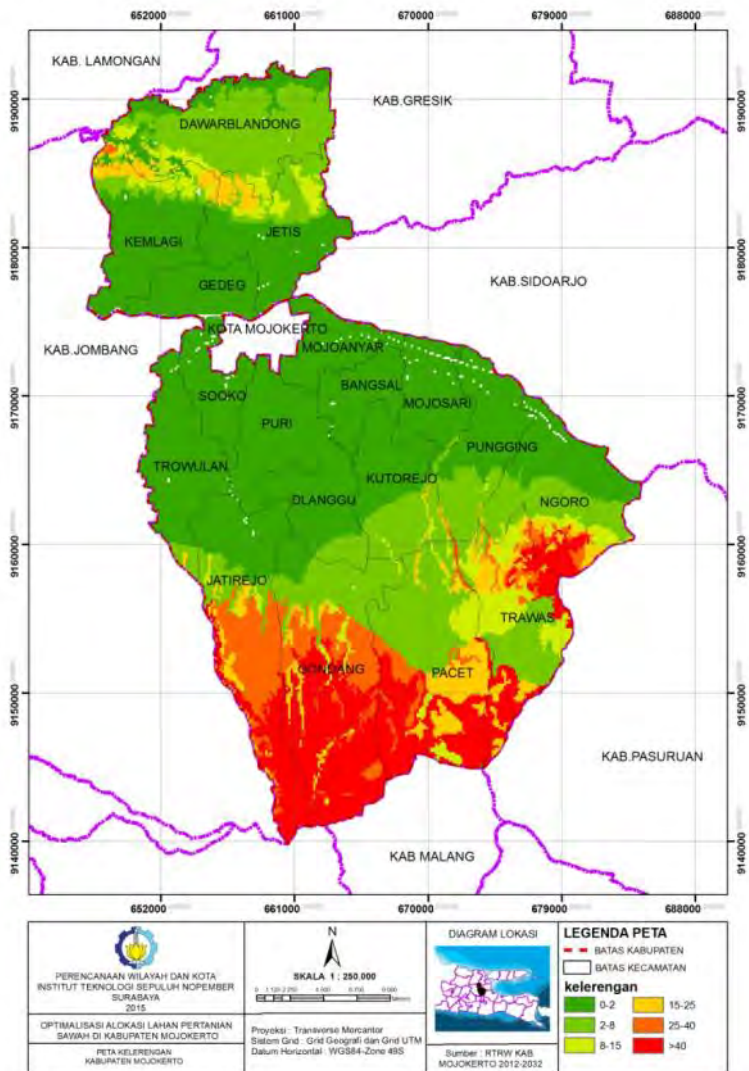 652000 661000 670000 679000 688000
KAB. LAMONGAN
9190000 9190000
KAB.GRESIK
DAWARBLANDONG
KEMLAGI
JETIS
9180000 9180000
GEDEG
KAB.SIDOARJO
KOTA MOJOKERTO
KAB.JOMBANG
MOJOANYAR
BANGSAL
SOOKO
MOJOSARI
9170000 9170000
PURI
PUNGGING
TROWULAN
KUTOREJO
DLANGGU
NGORO
9160000 9160000
JATIREJO
TRAWAS
GONDANG
PACET
9150000 9150000
KAB.PASURUAN
KAB MALANG
9140000 9140000
652000 661000 670000 679000 688000
PERENCANAAN WILAYAH DAN KOTA
INSTITUT TEKNOLOGI SEPULUH NOPEMBER
SURABAYA
2015
OPTIMALISASI ALOKASI LAHAN PERTANIAN
SAWAH DI KABUPATEN MOJOKERTO
PETA KELERENGAN
KABUPATEN MOJOKERTO
N
SKALA 1 : 250,000
Proyeksi : Transverse Mercantor
Sistem Grid : Grid Geografi dan Grid UTM
Datum Horizontal : WGS84-Zone 49S
DIAGRAM LOKASI
Sumber : RTRW KAB
MOJOKERTO 2012-2032
LEGENDA PETA
BATAS KABUPATEN
BATAS KECAMATAN
kelerengan
0-2 15-25
2-8 25-40
8-15 >40